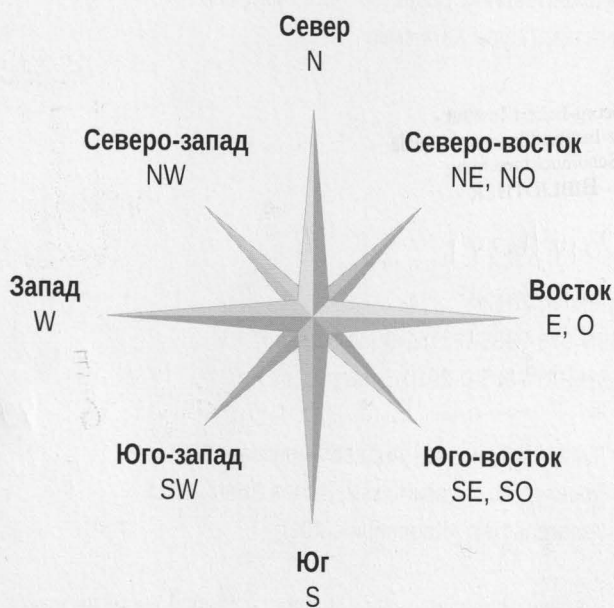 Север
N
Северо-запад
NW
Северо-восток
NE, NO
Запад
W
Восток
E, O
Юго-запад
SW
Юго-восток
SE, SO
Юг
S